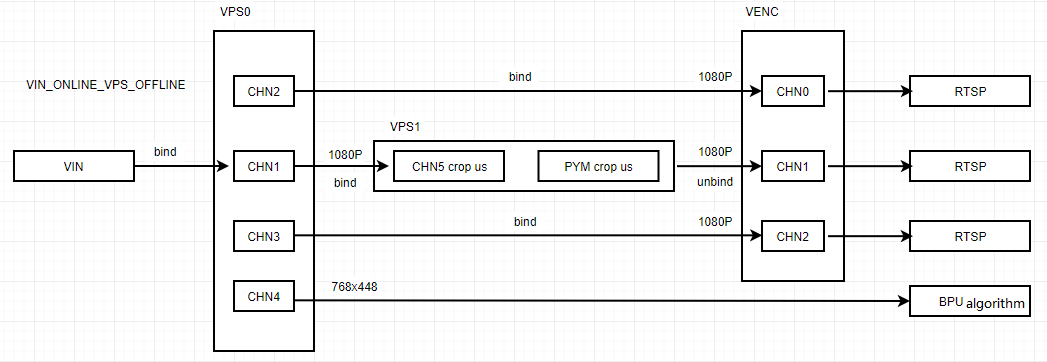 VPS0
VENC
VIN_ONLINE_VPS_OFFLINE
CHN2
bind
1080P
CHN0
RTSP
VPS1
VIN
bind
CHN1
1080P
bind
CHN5 crop us
PYM crop us
1080P
unbind
CHN1
RTSP
CHN3
bind
1080P
CHN2
RTSP
CHN4
768x448
BPU algorithm